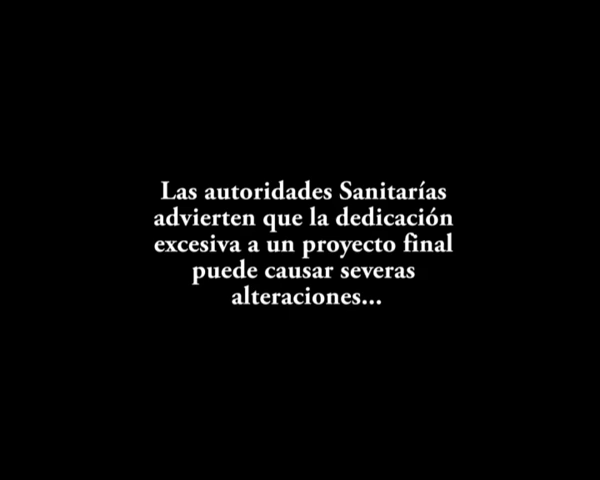 Las autoridades Sanitarías
advierten que la dedicación
excesiva a un proyecto final
puede causar severas
alteraciones...